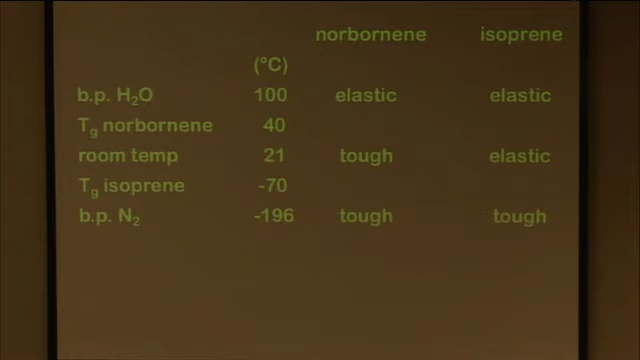 norbornene isoprene
(°C)
b.p. H₂O 100 elastic elastic
Tg norbornene 40
room temp 21 tough elastic
Tg isoprene -70
b.p. N₂ -196 tough tough